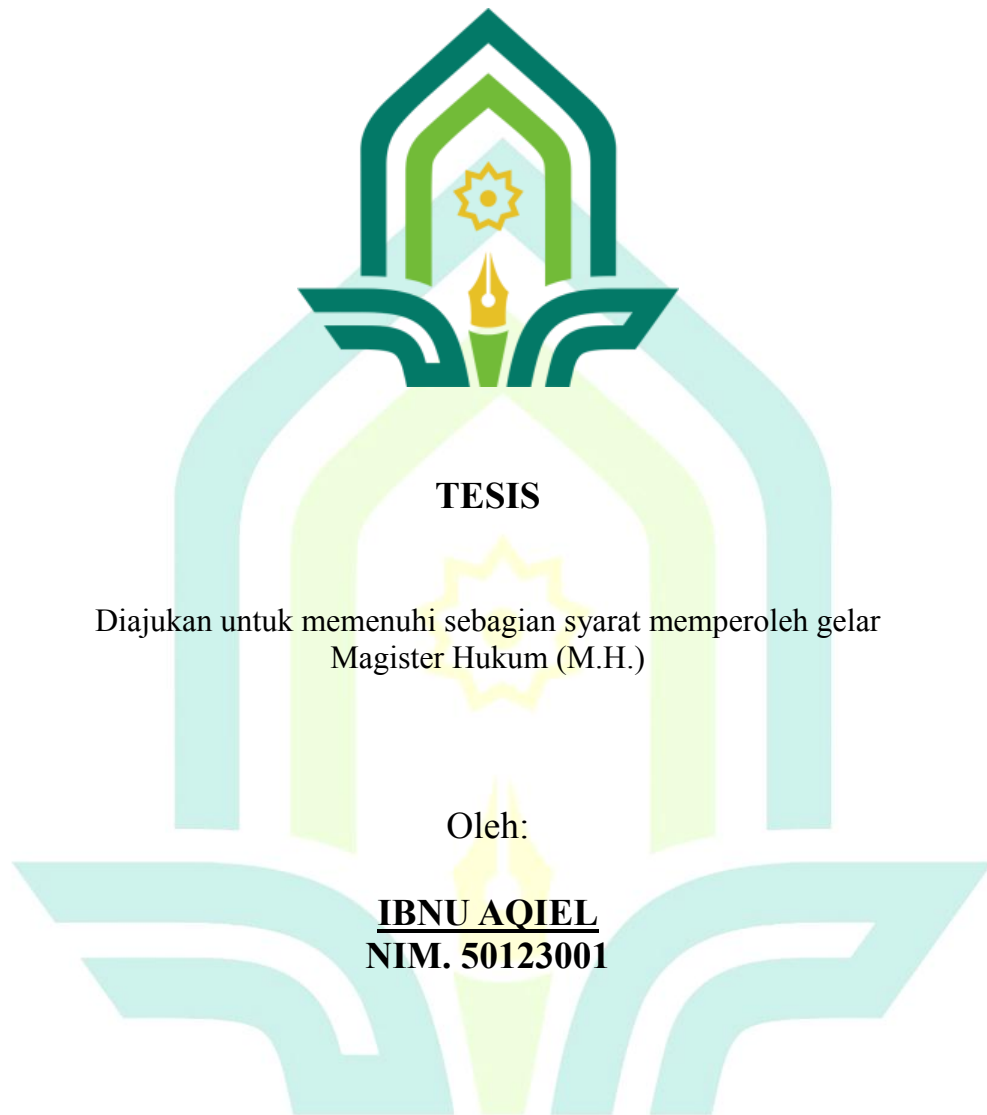 TESIS
Diajukan untuk memenuhi sebagian syarat memperoleh gelar
Magister Hukum (M.H.)
Oleh:
IBNU AQIEL
NIM. 50123001